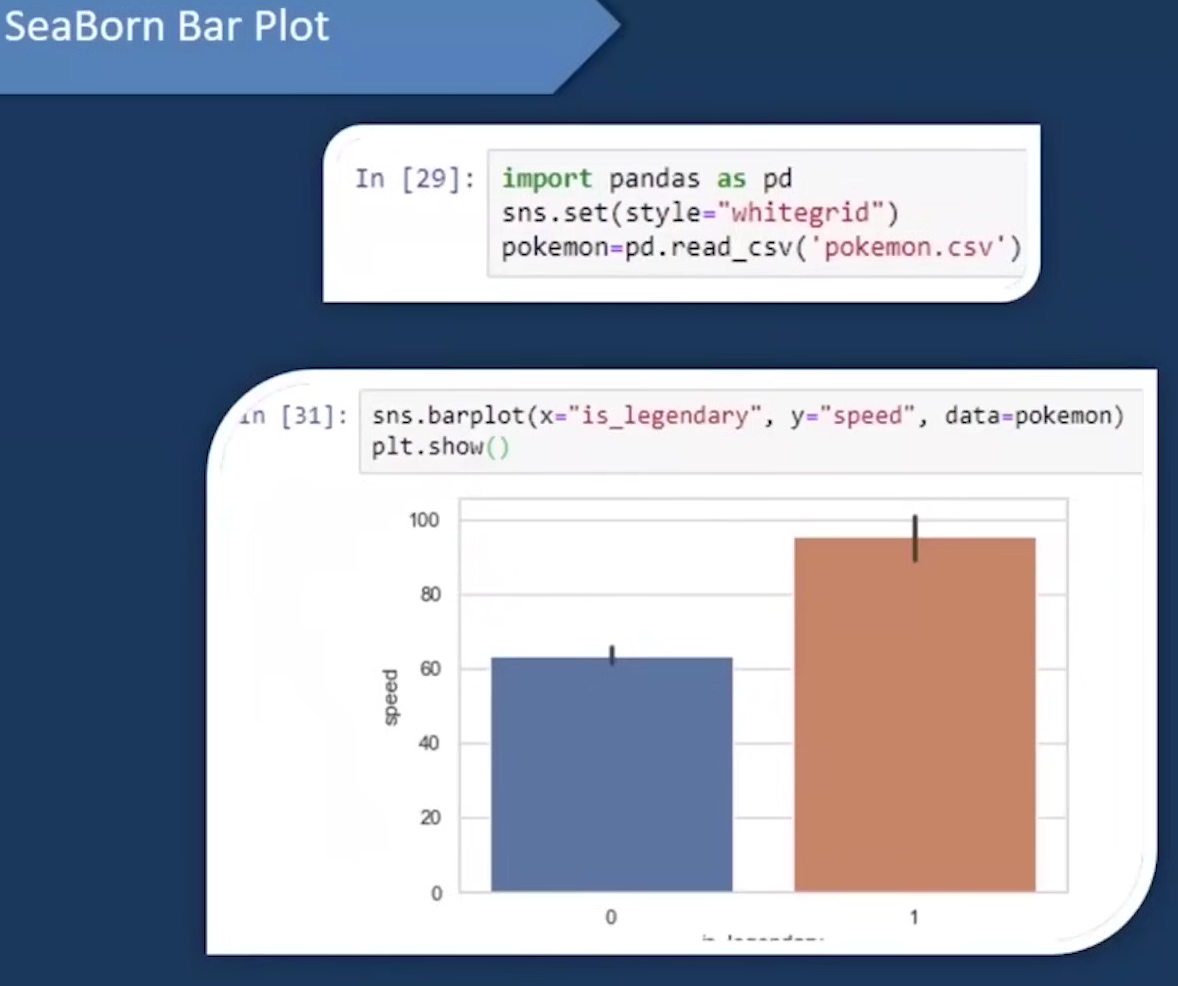 SeaBorn Bar Plot
In [29]: import pandas as pd
sns.set(style="whitegrid")
pokemon=pd.read_csv('pokemon.csv')
In [31]: sns.barplot(x="is_legendary", y="speed", data=pokemon)
plt.show()
100
80
60
speed
40
20
0
0 1